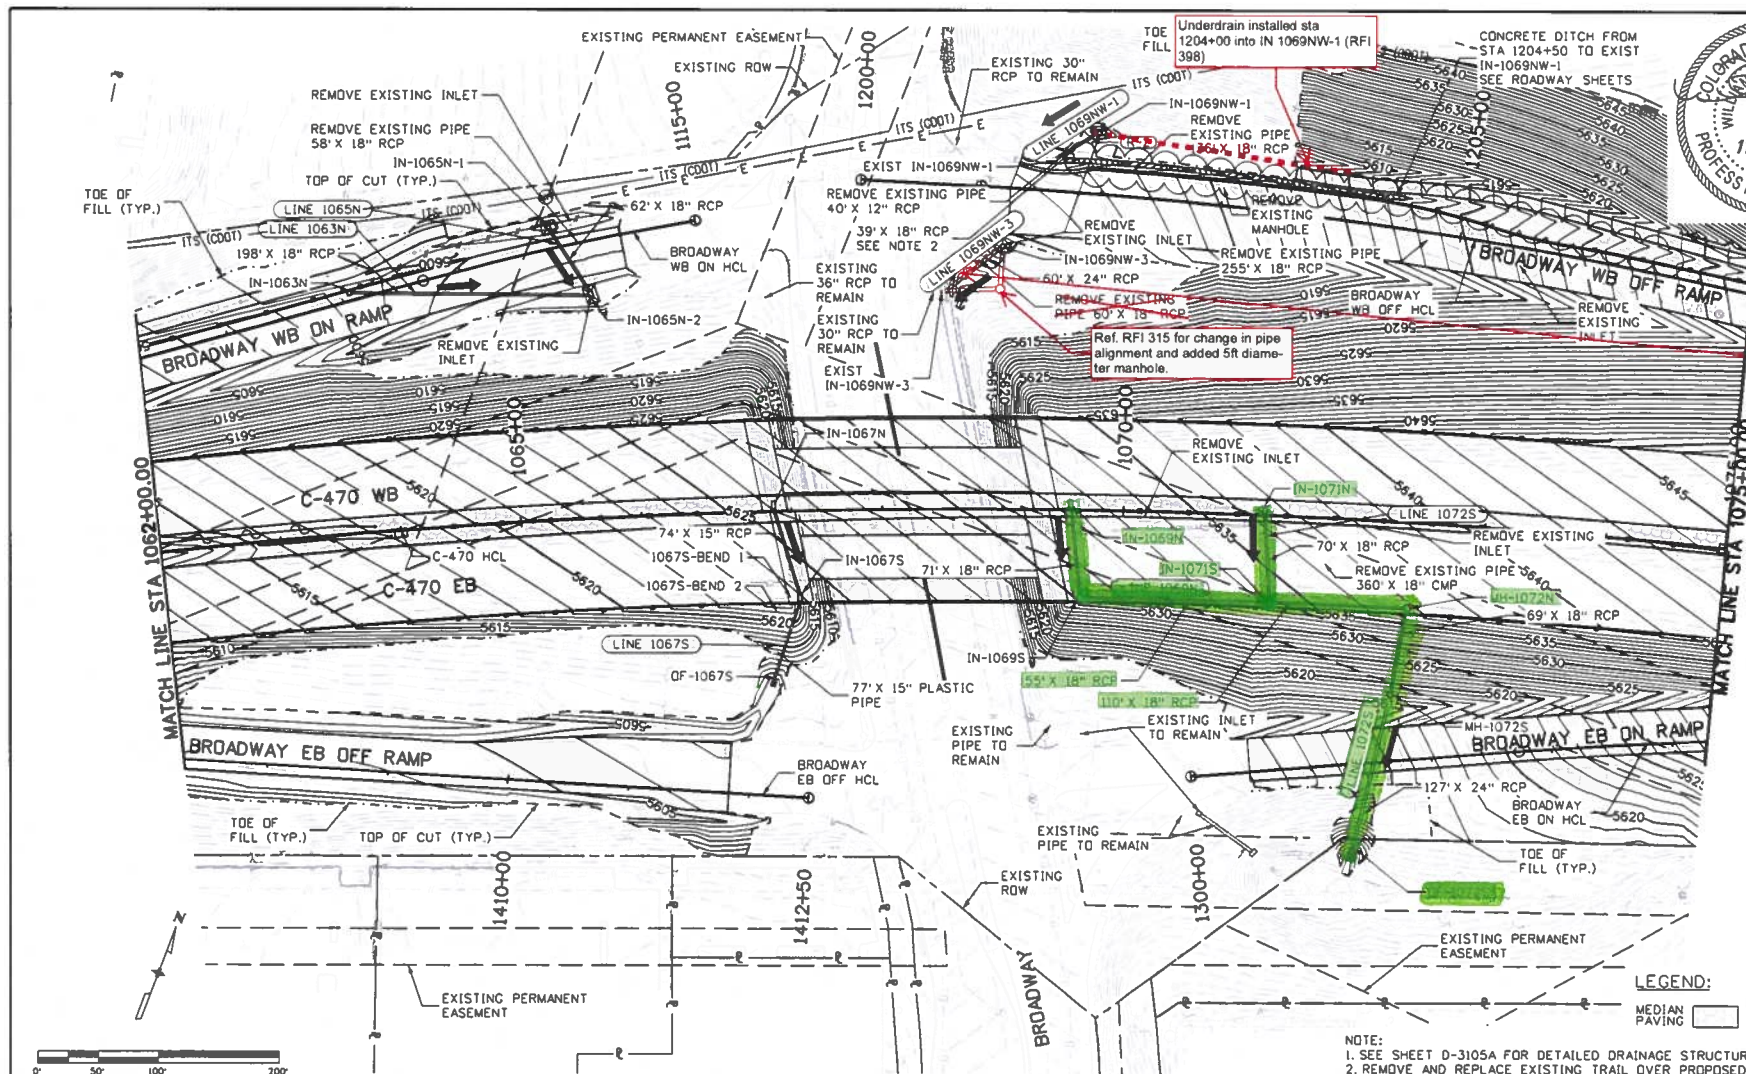 EXISTING PERMANENT EASEMENT
EXISTING ROW
1115+00
1200+00
EXISTING 30"
RCP TO REMAIN
TOE
FILL
Underdrain installed sta
1204+00 into IN 1069NW-1 (RFI
398)
ITS (CDOT)
CONCRETE DITCH FROM
STA 1204+50 TO EXIST
IN-1069NW-1
SEE ROADWAY SHEETS
1205+00
REMOVE EXISTING INLET
REMOVE EXISTING PIPE
58' X 18" RCP
IN-1065N-1
TOP OF CUT (TYP.)
TOE OF
FILL (TYP.)
LINE 1065N
LINE 1063N
ITS (CDOT)
ITS (CDOT)
ITS (CDOT)
ITS (CDOT)
198' X 18" RCP
IN-1063N
62' X 18" RCP
BROADWAY
WB ON HCL
IN-1065N-2
REMOVE EXISTING
INLET
BROADWAY WB ON RAMP
LINE 1069NW-1
IN-1069NW-1
REMOVE
EXISTING PIPE
36' X 18" RCP
EXIST IN-1069NW-1
REMOVE EXISTING PIPE
40' X 12" RCP
39' X 18" RCP
SEE NOTE 2
LINE 1069NW-3
REMOVE
EXISTING INLET
IN-1069NW-3
REMOVE
EXISTING
MANHOLE
REMOVE EXISTING PIPE
255' X 18" RCP
60' X 24" RCP
REMOVE EXISTING
PIPE 60' X 18" RCP
BROADWAY
WB OFF HCL
BROADWAY WB OFF RAMP
REMOVE
EXISTING
INLET
EXISTING
36" RCP TO
REMAIN
EXISTING
30" RCP TO
REMAIN
EXIST
IN-1069NW-3
Ref. RFI 315 for change in pipe
alignment and added 5ft diame-
ter manhole.
MATCH LINE STA 1062+00.00
1065+00
1070+00
C-470 WB
C-470 HCL
C-470 EB
IN-1067N
74' X 15" RCP
1067S-BEND 1
1067S-BEND 2
IN-1067S
71' X 18" RCP
REMOVE
EXISTING INLET
IN-1071N
LINE 1072S
IN-1069N
IN-1071S
70' X 18" RCP
REMOVE EXISTING
INLET
REMOVE EXISTING PIPE
360' X 18" CMP
MH-1072N
69' X 18" RCP
LINE 1067S
OF-1067S
77' X 15" PLASTIC
PIPE
IN-1069S
55' X 18" RCP
110' X 18" RCP
EXISTING
PIPE TO
REMAIN
EXISTING INLET
TO REMAIN
LINE 1072S
MH-1072S
BROADWAY EB ON RAMP
127' X 24" RCP
BROADWAY
EB ON HCL
BROADWAY EB OFF RAMP
BROADWAY
EB OFF HCL
TOE OF
FILL (TYP.)
TOP OF CUT (TYP.)
EXISTING
PIPE TO REMAIN
TOE OF
FILL (TYP.)
1410+00
1412+50
1300+00
EXISTING
ROW
BROADWAY
EXISTING PERMANENT
EASEMENT
EXISTING PERMANENT
EASEMENT
LEGEND:
MEDIAN
PAVING
NOTE:
1. SEE SHEET D-3105A FOR DETAILED DRAINAGE STRUCTUR
2. REMOVE AND REPLACE EXISTING TRAIL OVER PROPOSED
0' 50' 100' 200'